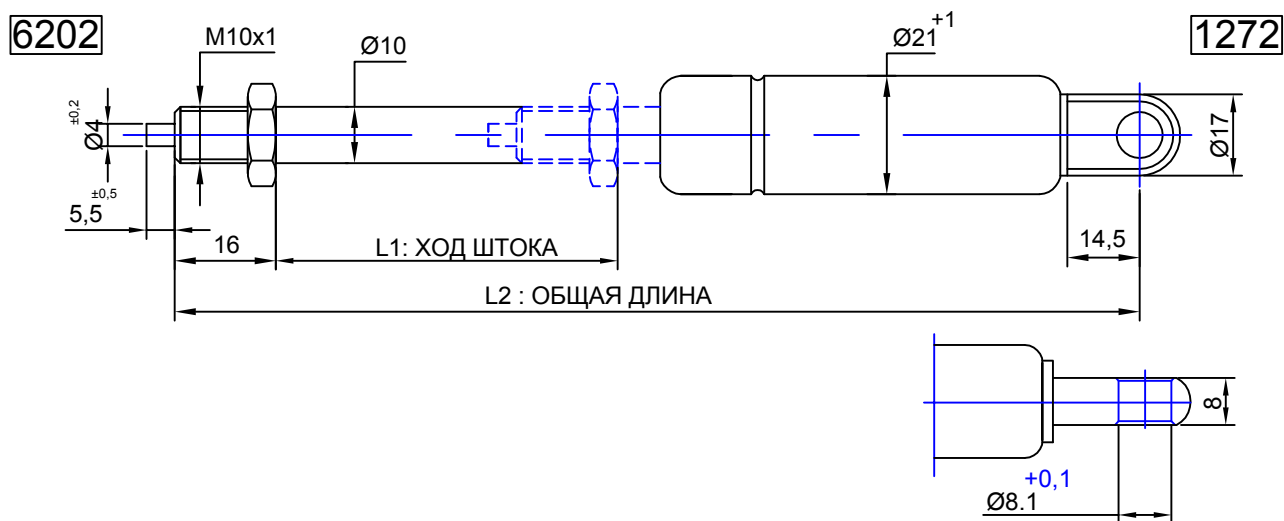 6202
M10x1
Ø10
Ø21 +1
1272
Ø4 ±0,2
Ø17
5,5 ±0,5
16
L1: ХОД ШТОКА
14,5
L2 : ОБЩАЯ ДЛИНА
8
+0,1
Ø8.1